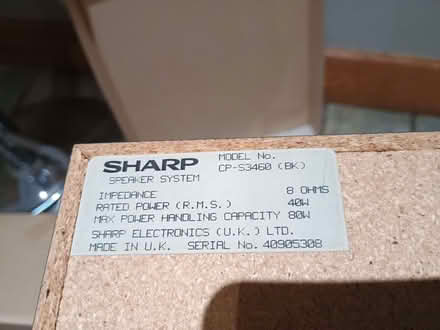 SHARP MODEL No.
SPEAKER SYSTEM CP-S3460 (BK)
IMPEDANCE 8 OHMS
RATED POWER (R.M.S.) 40W
MAX POWER HANDLING CAPACITY 80W
SHARP ELECTRONICS (U.K.) LTD.
MADE IN U.K. SERIAL No. 40905308